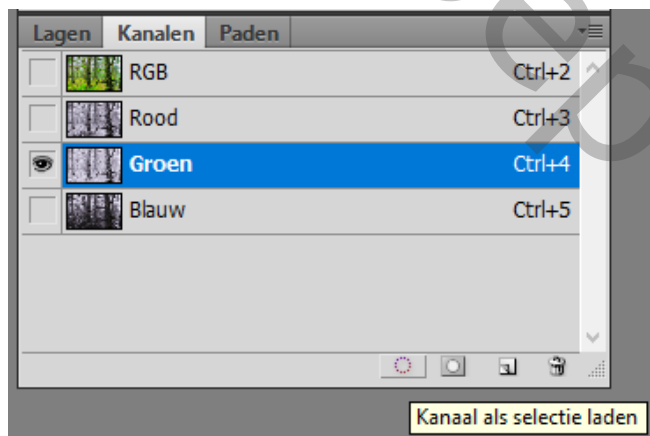 Lagen Kanalen Paden
RGB Ctrl+2
Rood Ctrl+3
Groen Ctrl+4
Blauw Ctrl+5
Kanaal als selectie laden